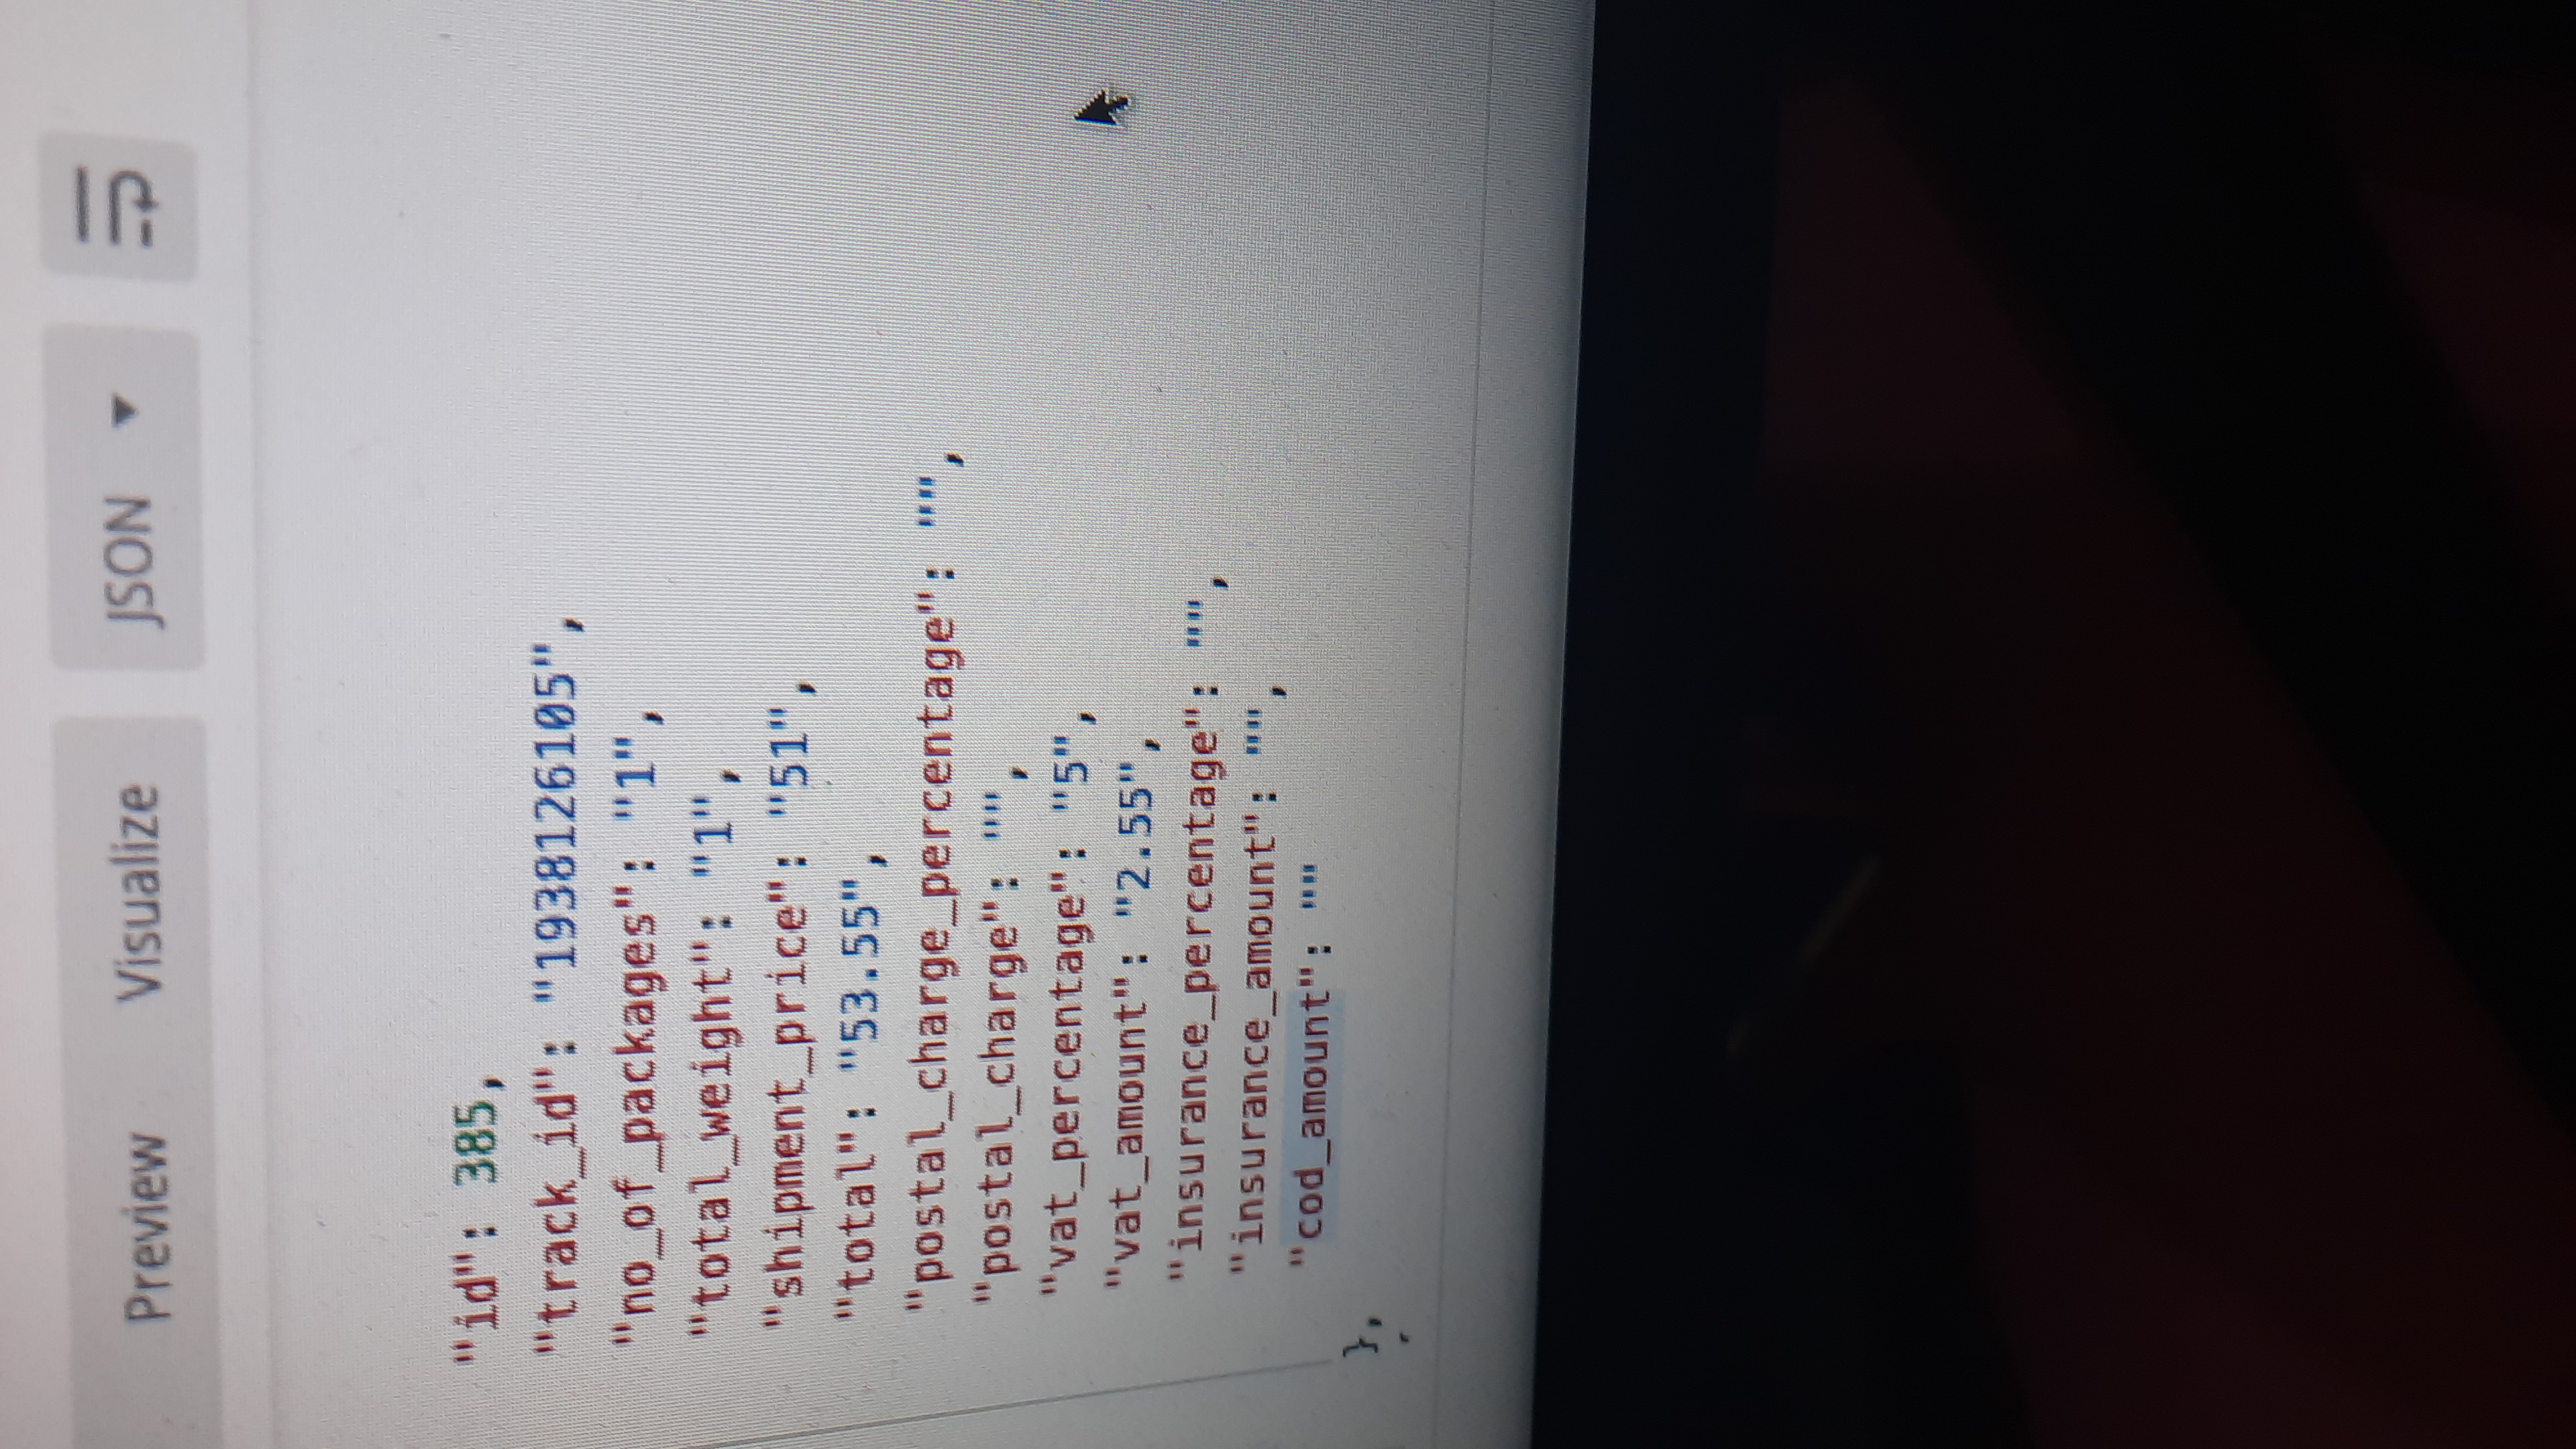 Preview Visualize JSON
"id": 385,
"track_id": "1938126105",
"no_of_packages": "1",
"total_weight": "1",
"shipment_price": "51",
"total": "53.55",
"postal_charge_percentage": "",
"postal_charge": "",
"vat_percentage": "5",
"vat_amount": "2.55",
"insurance_percentage": "",
"insurance_amount": "",
"cod_amount": ""
},